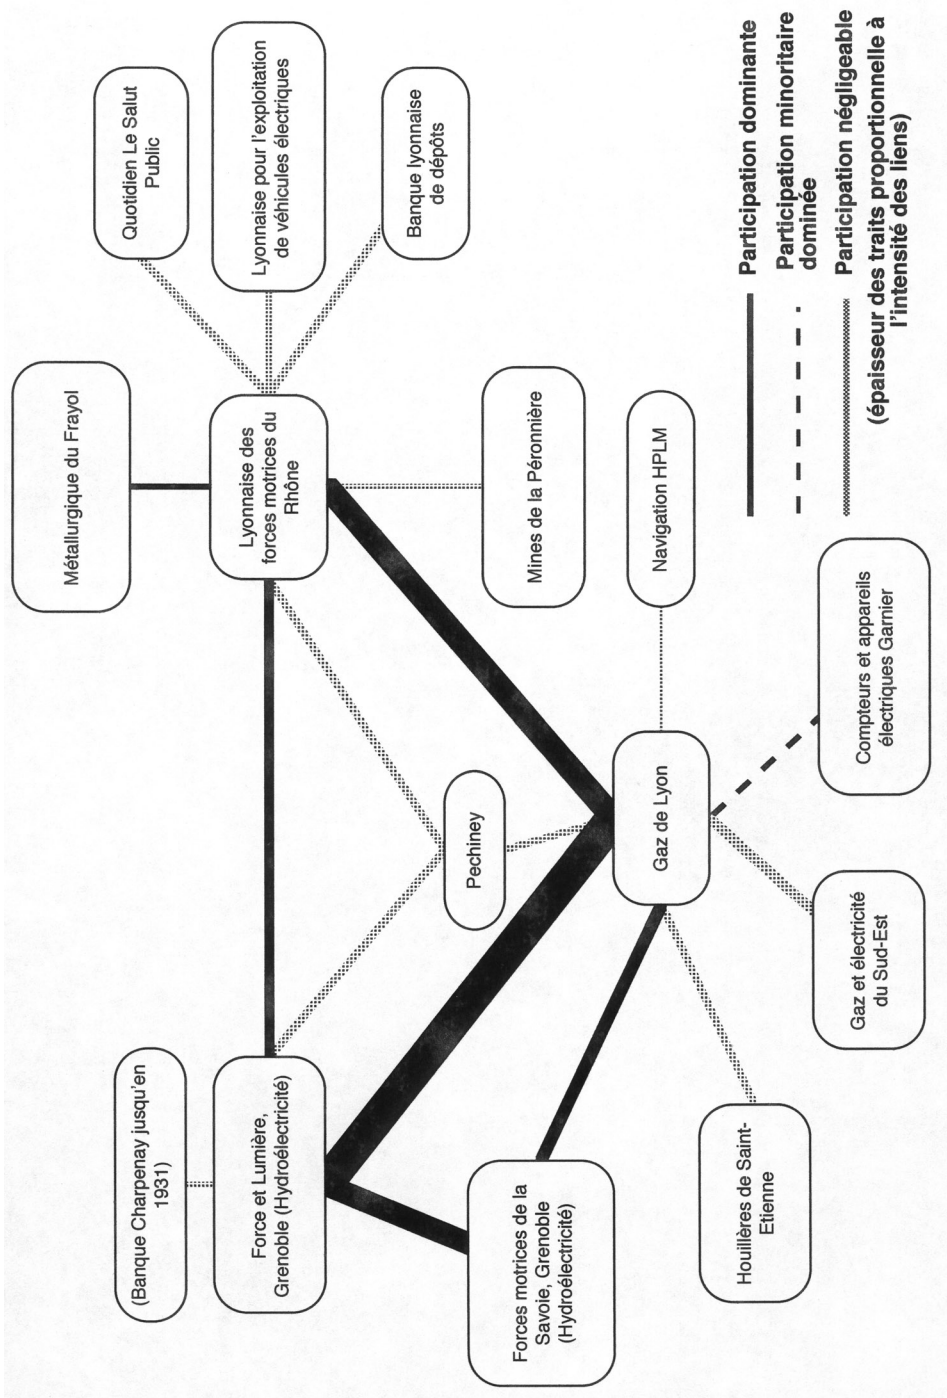 Métallurgique du Frayol
(Banque Charpenay jusqu'en
1931)
Quotidien Le Salut
Public
Force et Lumière,
Grenoble (Hydroélectricité)
Lyonnaise des
forces motrices du
Rhône
Lyonnaise pour l'exploitation
de véhicules électriques
Banque lyonnaise
de dépôts
Pechiney
Forces motrices de la
Savoie, Grenoble
(Hydroélectricité)
Mines de la Péronnière
Gaz de Lyon
Navigation HPLM
Houillères de Saint-
Etienne
Gaz et électricité
du Sud-Est
Compteurs et appareils
électriques Garnier
Participation dominante
Participation minoritaire
dominée
Participation négligeable
(épaisseur des traits proportionnelle à
l'intensité des liens)